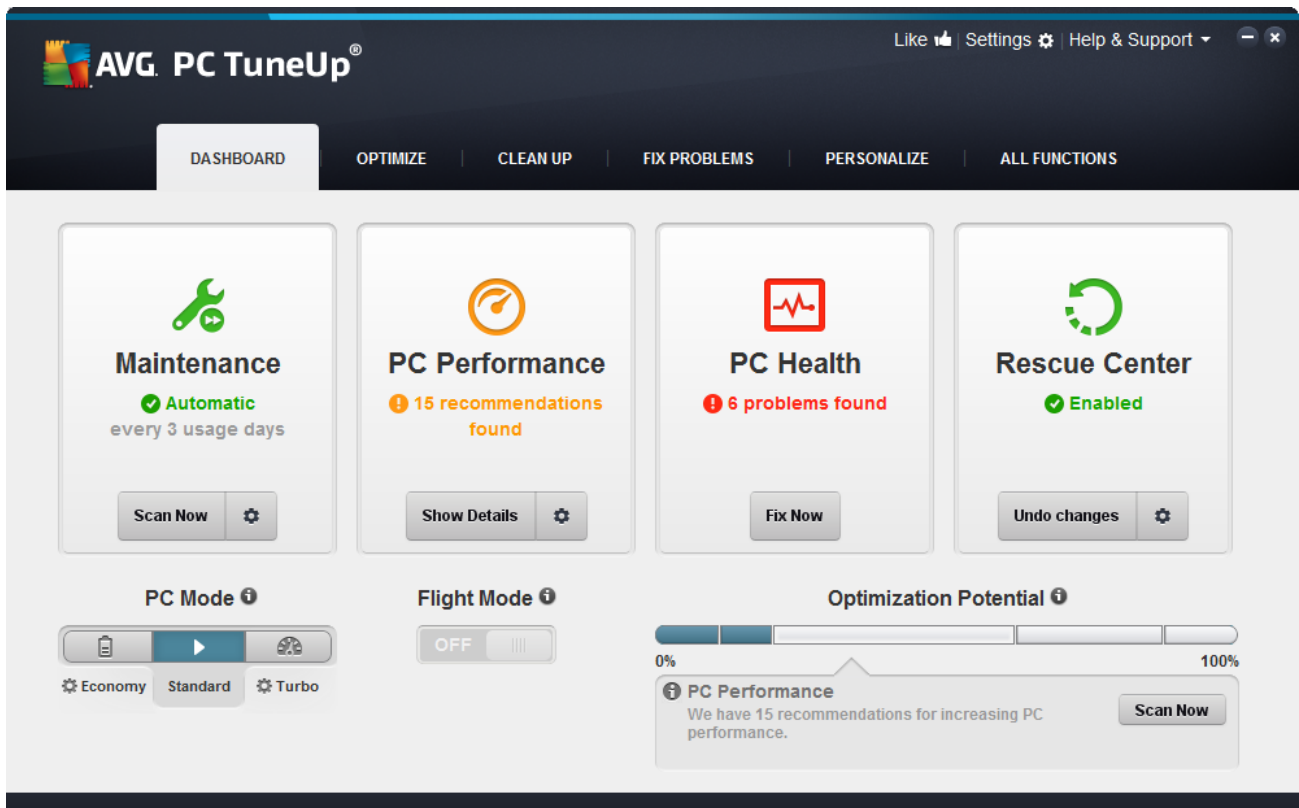 AVG. PC TuneUp®
Like | Settings | Help & Support
DASHBOARD
OPTIMIZE
CLEAN UP
FIX PROBLEMS
PERSONALIZE
ALL FUNCTIONS
Maintenance
Automatic
every 3 usage days
Scan Now
PC Performance
15 recommendations
found
Show Details
PC Health
6 problems found
Fix Now
Rescue Center
Enabled
Undo changes
PC Mode
Economy
Standard
Turbo
Flight Mode
OFF
Optimization Potential
0%
100%
PC Performance
We have 15 recommendations for increasing PC
performance.
Scan Now